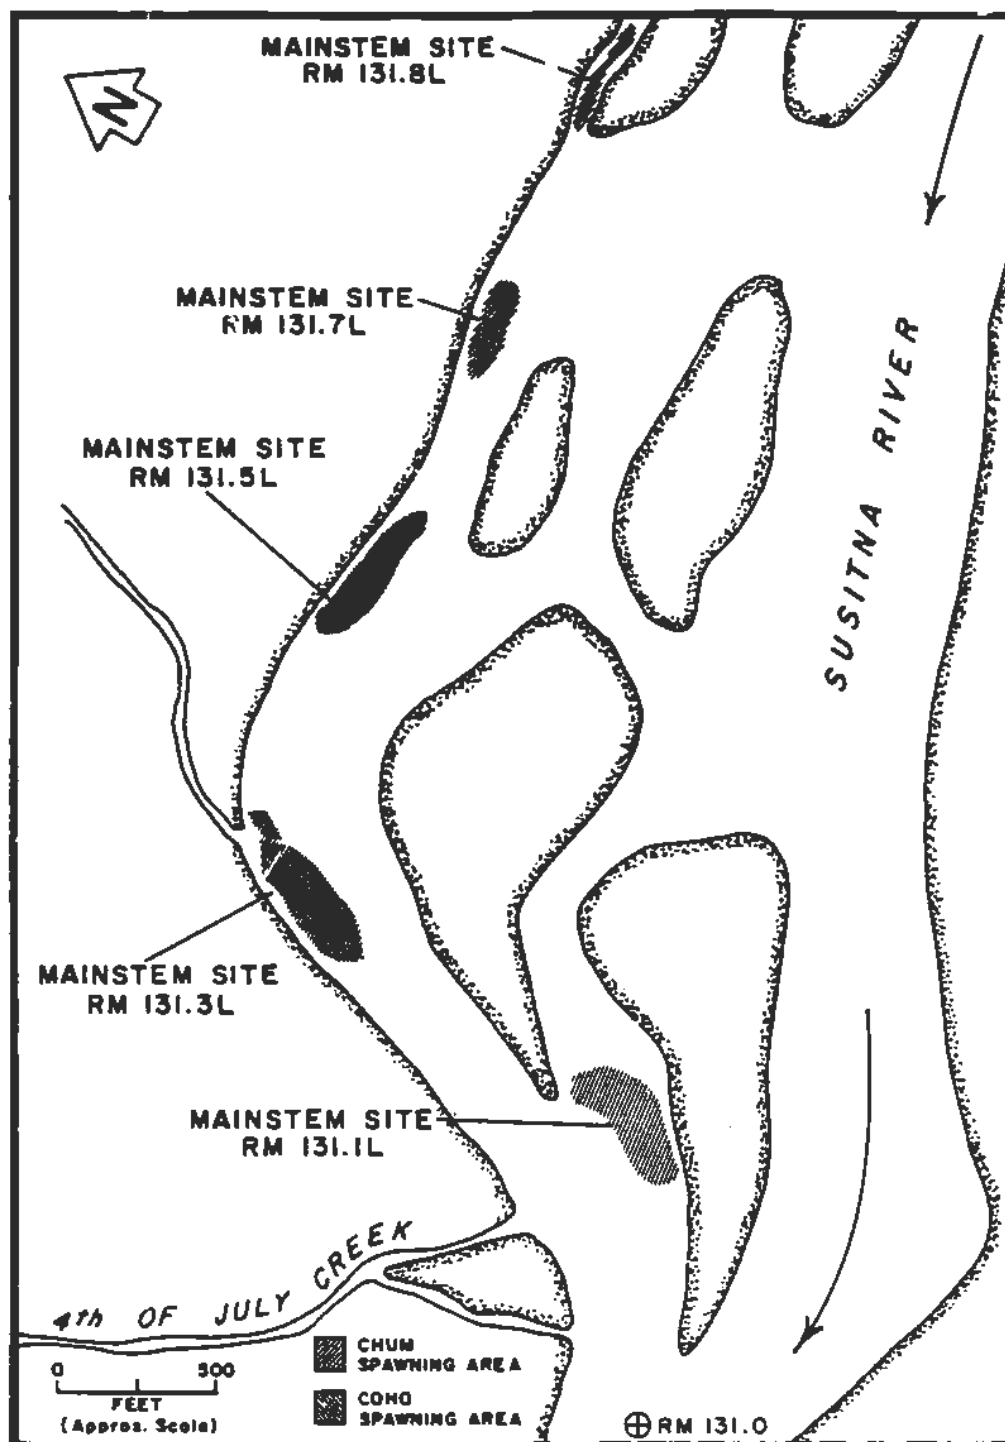 MAINSTEM SITE
RM 131.8L
N
MAINSTEM SITE
RM 131.7L
MAINSTEM SITE
RM 131.5L
SUSITNA RIVER
MAINSTEM SITE
RM 131.3L
MAINSTEM SITE
RM 131.1L
4th OF JULY CREEK
CHUM
SPAWNING AREA
COHO
SPAWNING AREA
0 500
FEET
(Approx. Scale)
RM 131.0